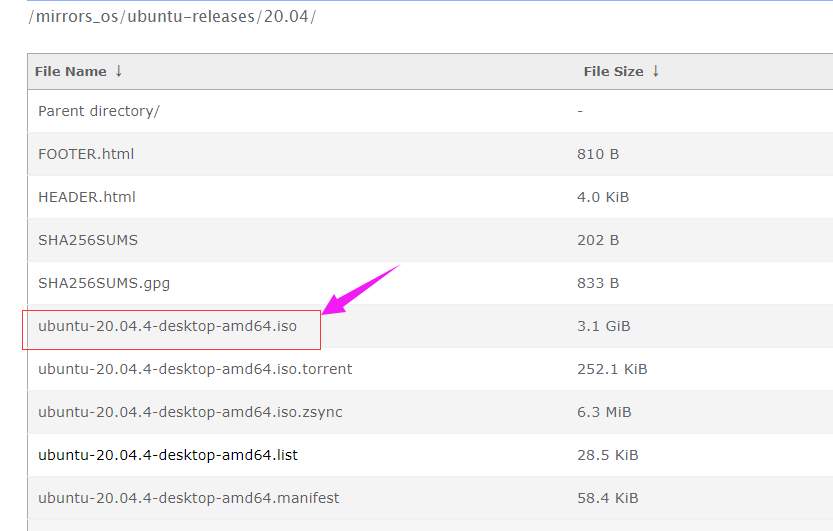 /mirrors_os/ubuntu-releases/20.04/
File Name ↓ File Size ↓
Parent directory/ -
FOOTER.html 810 B
HEADER.html 4.0 KiB
SHA256SUMS 202 B
SHA256SUMS.gpg 833 B
ubuntu-20.04.4-desktop-amd64.iso 3.1 GiB
ubuntu-20.04.4-desktop-amd64.iso.torrent 252.1 KiB
ubuntu-20.04.4-desktop-amd64.iso.zsync 6.3 MiB
ubuntu-20.04.4-desktop-amd64.list 28.5 KiB
ubuntu-20.04.4-desktop-amd64.manifest 58.4 KiB